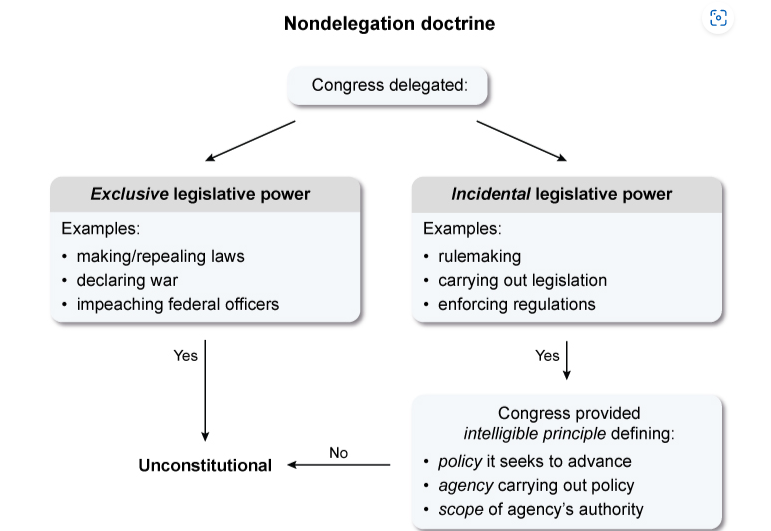 Nondelegation doctrine
Congress delegated:
Exclusive legislative power
Examples:
• making/repealing laws
• declaring war
• impeaching federal officers
Incidental legislative power
Examples:
• rulemaking
• carrying out legislation
• enforcing regulations
Yes
Yes
Congress provided
intelligible principle defining:
• policy it seeks to advance
• agency carrying out policy
• scope of agency's authority
No
Unconstitutional